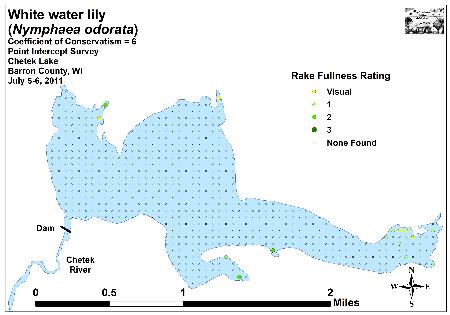 White water lily
(Nymphaea odorata)
Coefficient of Conservatism = 6
Point Intercept Survey
Chetek Lake
Barron County, WI
July 5-6, 2011
Rake Fullness Rating
Visual
1
2
3
None Found
Dam
Chetek
River
N
W E
S
0 0.5 1 2
Miles